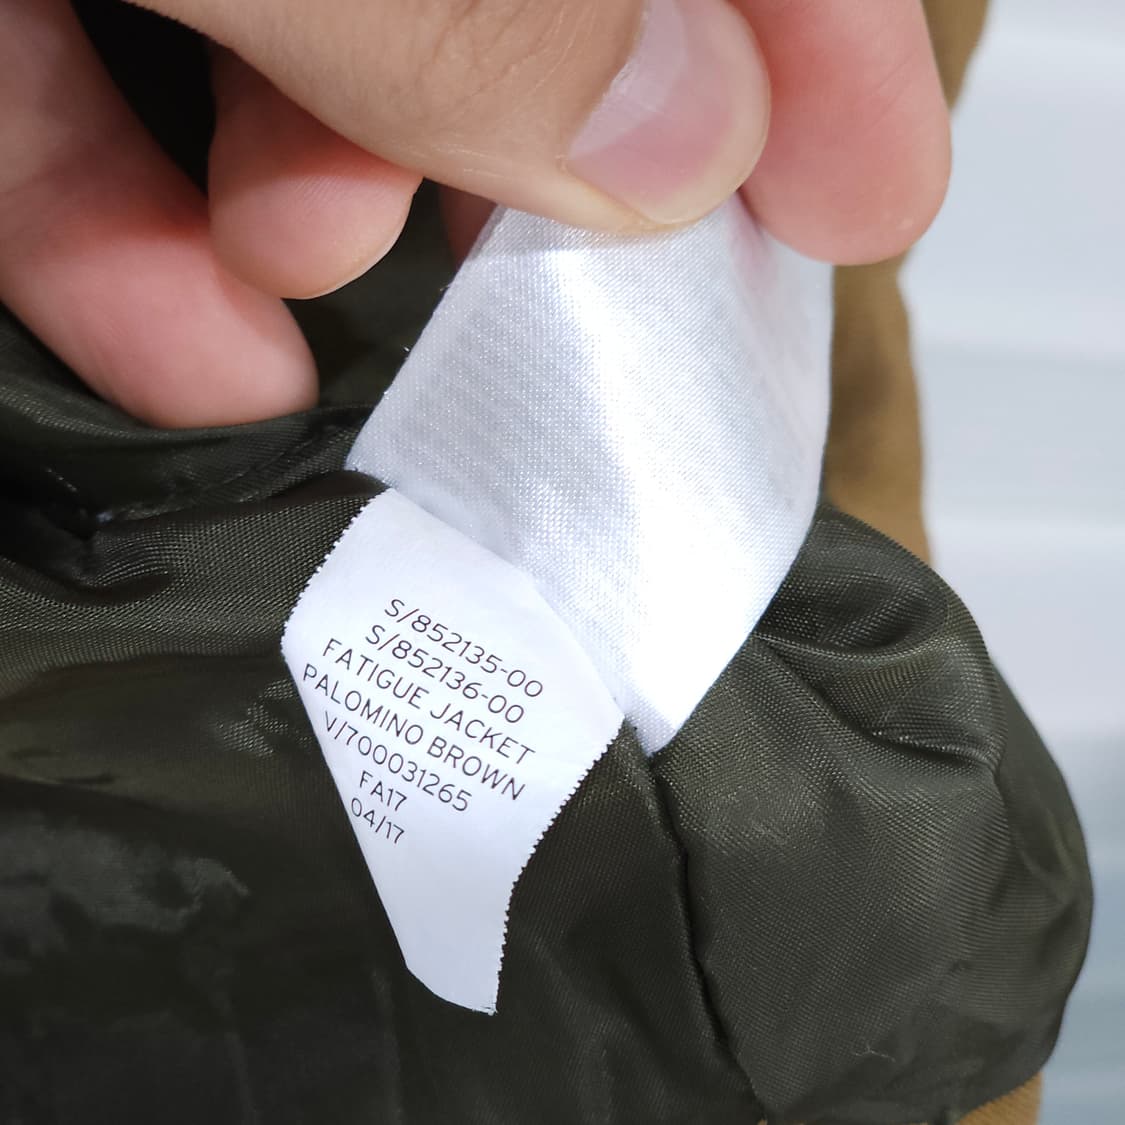 S/852135-00
S/852136-00
FATIGUE JACKET
PALOMINO BROWN
V/700031265
FA17
04/17